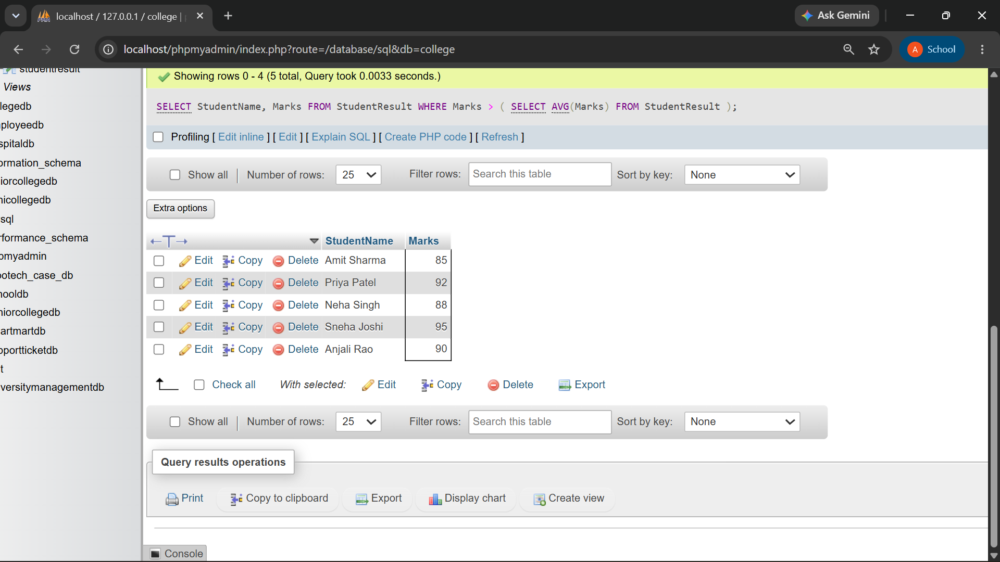 localhost / 127.0.0.1 / college |
Ask Gemini
localhost/phpmyadmin/index.php?route=/database/sql&db=college
School
studentresult
Views
legedb
ployeedb
spitaldb
ormation_schema
iorcollegedb
nicollegedb
sql
rformance_schema
omyadmin
ootech_case_db
hooldb
niorcollegedb
artmartdb
pportticketdb
t
versitymanagementdb
Showing rows 0 - 4 (5 total, Query took 0.0033 seconds.)
SELECT StudentName, Marks FROM StudentResult WHERE Marks > ( SELECT AVG(Marks) FROM StudentResult );
Profiling [ Edit inline ] [ Edit ] [ Explain SQL ] [ Create PHP code ] [ Refresh ]
Show all | Number of rows: 25 Filter rows: Search this table Sort by key: None
Extra options
StudentName Marks
Edit Copy Delete Amit Sharma 85
Edit Copy Delete Priya Patel 92
Edit Copy Delete Neha Singh 88
Edit Copy Delete Sneha Joshi 95
Edit Copy Delete Anjali Rao 90
Check all With selected: Edit Copy Delete Export
Show all | Number of rows: 25 Filter rows: Search this table Sort by key: None
Query results operations
Print Copy to clipboard Export Display chart Create view
Console